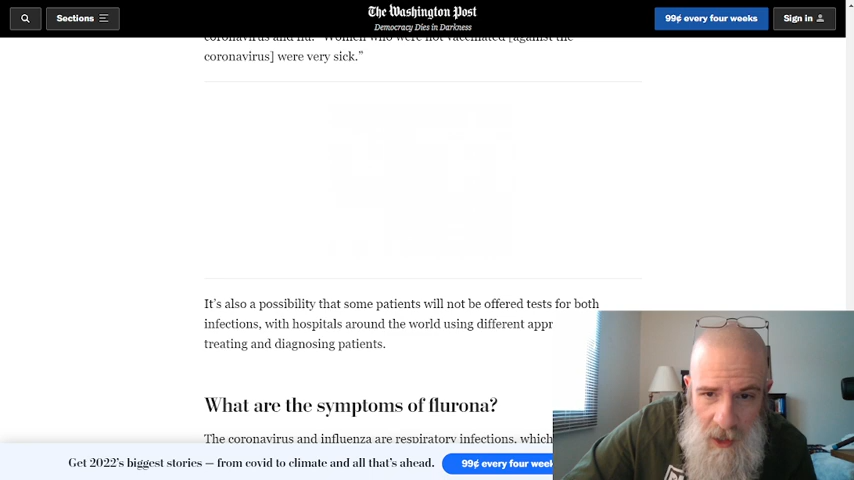 Sections
The Washington Post
Democracy Dies in Darkness
99¢ every four weeks
Sign in
coronavirus and flu. “Women who were not vaccinated [against the
coronavirus] were very sick.”
It’s also a possibility that some patients will not be offered tests for both
infections, with hospitals around the world using different appr
treating and diagnosing patients.
What are the symptoms of flurona?
The coronavirus and influenza are respiratory infections, which
Get 2022’s biggest stories — from covid to climate and all that’s ahead.
99¢ every four week